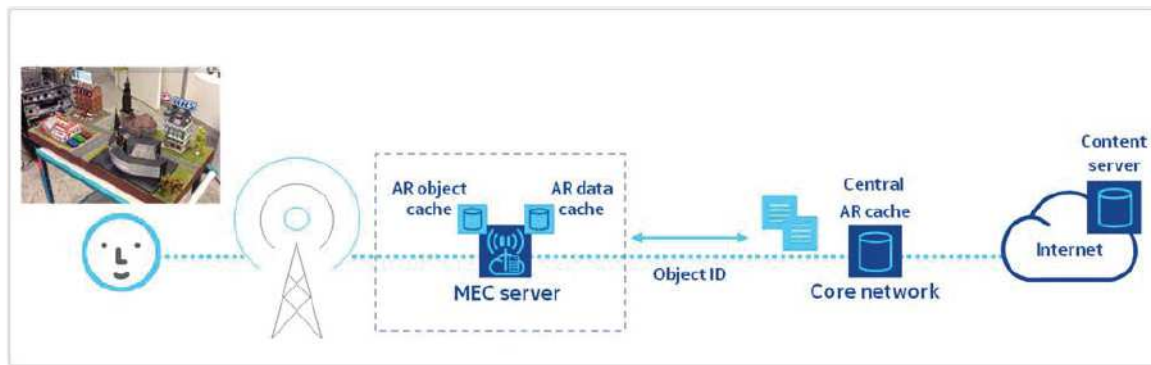 AR object
cache
AR data
cache
MEC server
Object ID
Central
AR cache
Core network
Content
server
Internet